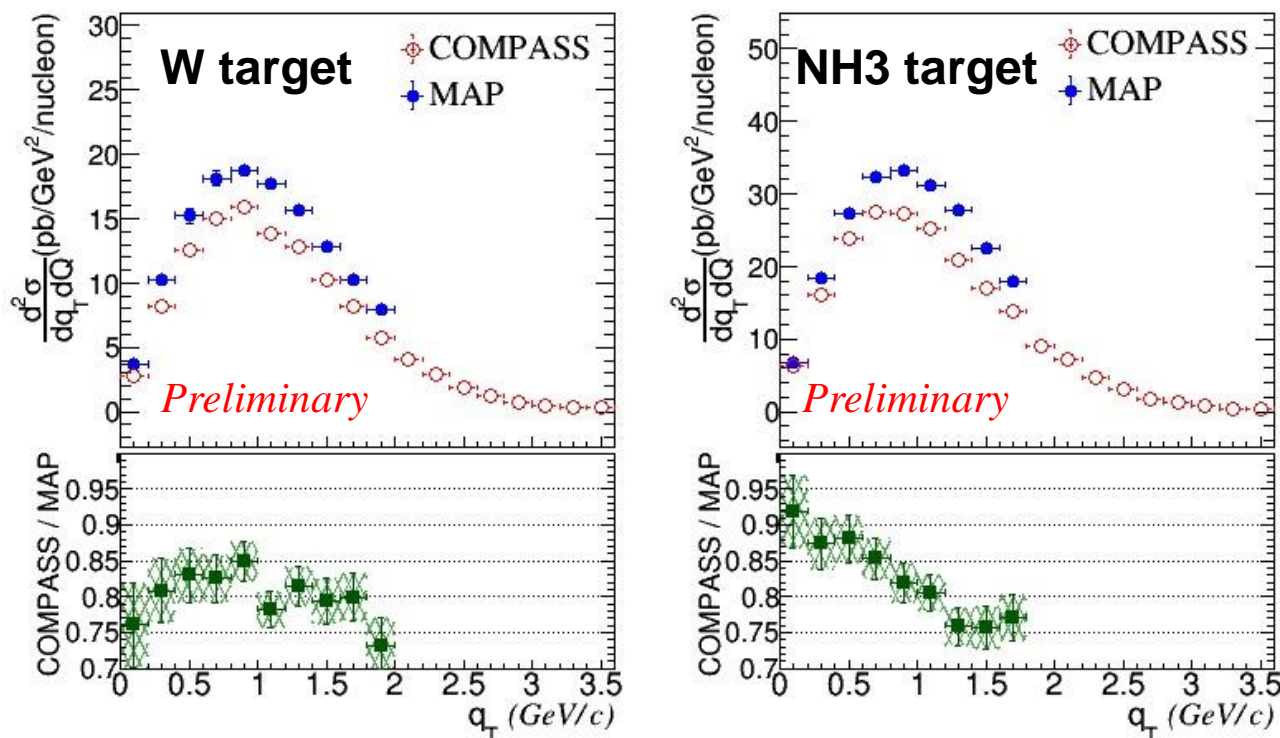 W target
COMPASS
MAP
d²σ/dq_T dQ (pb/GeV²/nucleon)
30
25
20
15
10
5
0
Preliminary
COMPASS / MAP
0.95
0.9
0.85
0.8
0.75
0.7
0 0.5 1 1.5 2 2.5 3 3.5
q_T (GeV/c)
NH3 target
COMPASS
MAP
d²σ/dq_T dQ (pb/GeV²/nucleon)
50
40
30
20
10
0
Preliminary
COMPASS / MAP
0.95
0.9
0.85
0.8
0.75
0.7
0 0.5 1 1.5 2 2.5 3 3.5
q_T (GeV/c)